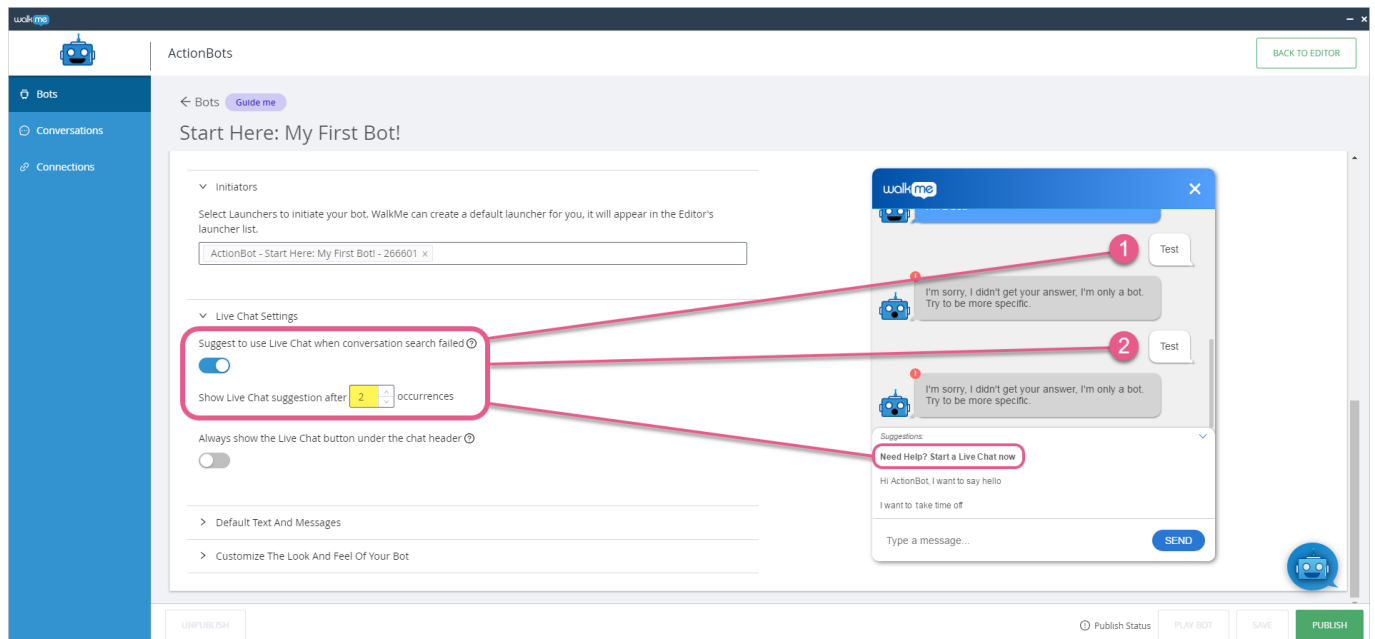 walkme
ActionBots
BACK TO EDITOR
Bots
Conversations
Connections
Bots Guide me
Start Here: My First Bot!
Initiators
Select Launchers to initiate your bot. WalkMe can create a default launcher for you, it will appear in the Editor's
launcher list.
ActionBot - Start Here: My First Bot! - 266601 ×
Live Chat Settings
Suggest to use Live Chat when conversation search failed
Show Live Chat suggestion after 2 occurrences
Always show the Live Chat button under the chat header
Default Text And Messages
Customize The Look And Feel Of Your Bot
walkme
1
Test
I'm sorry, I didn't get your answer, I'm only a bot.
Try to be more specific.
2
Test
I'm sorry, I didn't get your answer, I'm only a bot.
Try to be more specific.
Suggestions:
Need Help? Start a Live Chat now
Hi ActionBot, I want to say hello
I want to take time off
Type a message...
SEND
UNPUBLISH
Publish Status
PLAY BOT
SAVE
PUBLISH